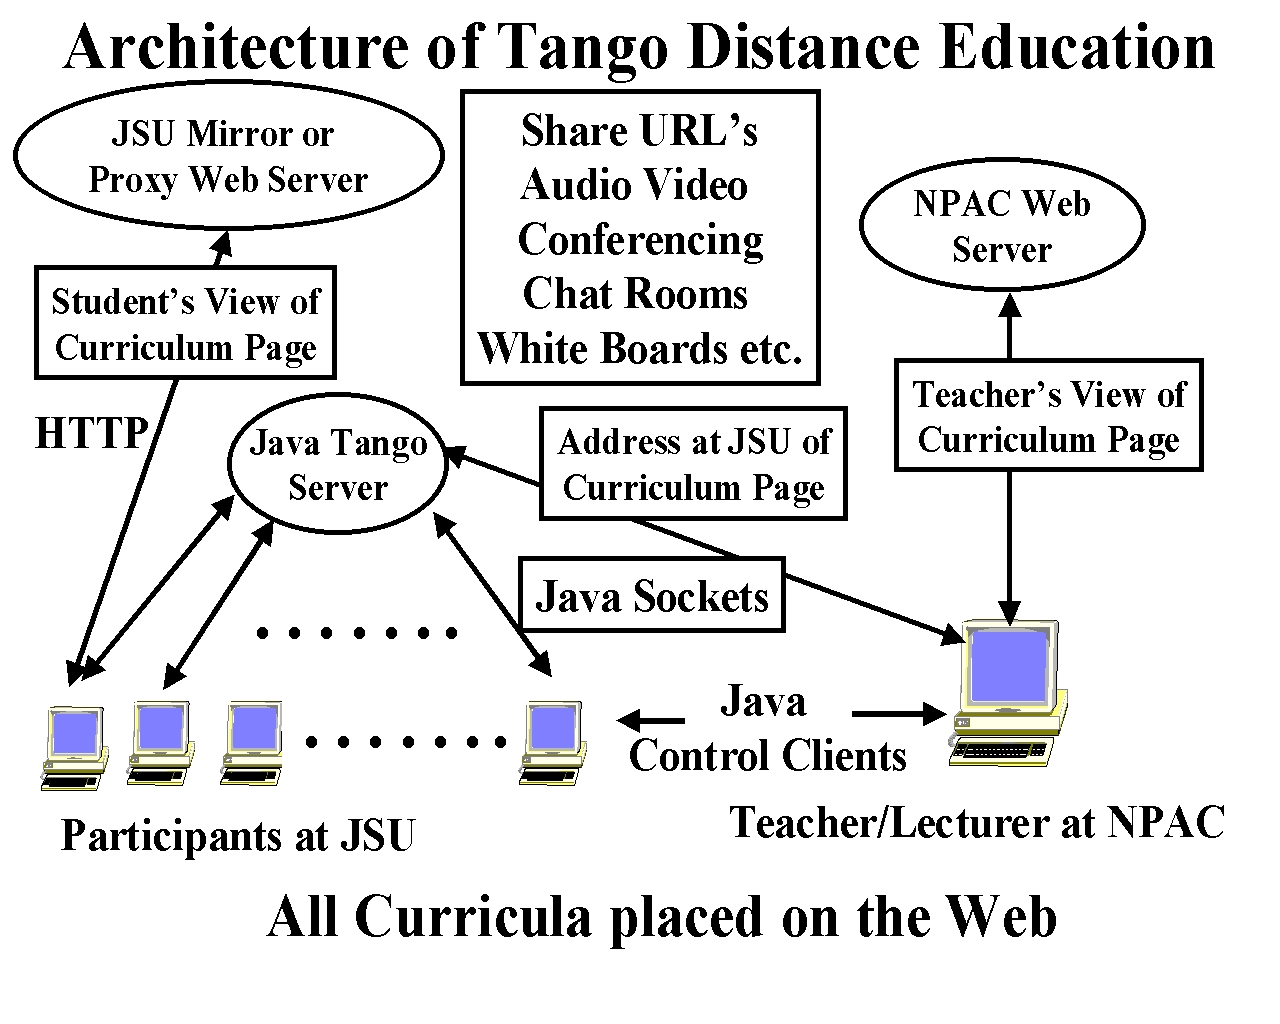 Architecture of Tango Distance Education
JSU Mirror or
Proxy Web Server
Share URL's
Audio Video
Conferencing
Chat Rooms
White Boards etc.
NPAC Web
Server
Student's View of
Curriculum Page
HTTP
Java Tango
Server
Address at JSU of
Curriculum Page
Teacher's View of
Curriculum Page
Java Sockets
Java
Control Clients
Participants at JSU
Teacher/Lecturer at NPAC
All Curricula placed on the Web